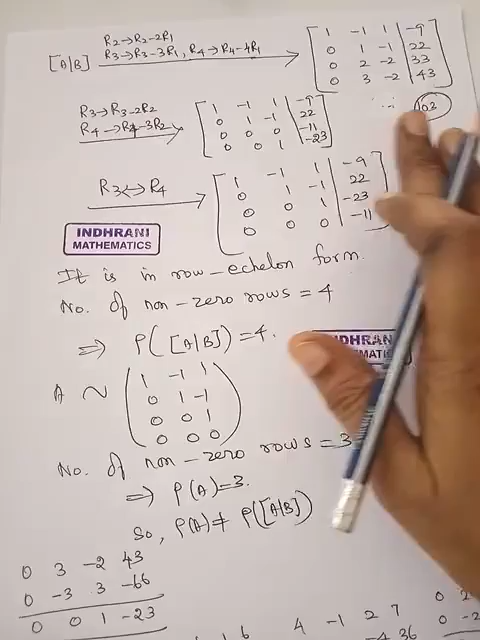 R2→R2-2R1
[A|B] R3→R3-3R1, R4→R4-4R1
1 -1 1 | -9
0 1 -1 | 22
0 2 -2 | 33
0 3 -2 | 43
102
R3→R3-2R2
R4→R4-3R2
1 -1 1 | -9
0 1 -1 | 22
0 0 0 | -11
0 0 1 | -23
R3↔R4
1 -1 1 | -9
0 1 -1 | 22
0 0 1 | -23
0 0 0 | -11
INDHRANI
MATHEMATICS
It is in row-echelon form.
No. of non-zero rows = 4
⇒ ρ([A|B])=4.
A ~
1 -1 1
0 1 -1
0 0 1
0 0 0
No. of non-zero rows = 3
⇒ ρ(A)=3.
So, ρ(A)≠ ρ([A|B])
0 3 -2 43
0 -3 3 -66
0 0 1 -23
4 -1 2 7